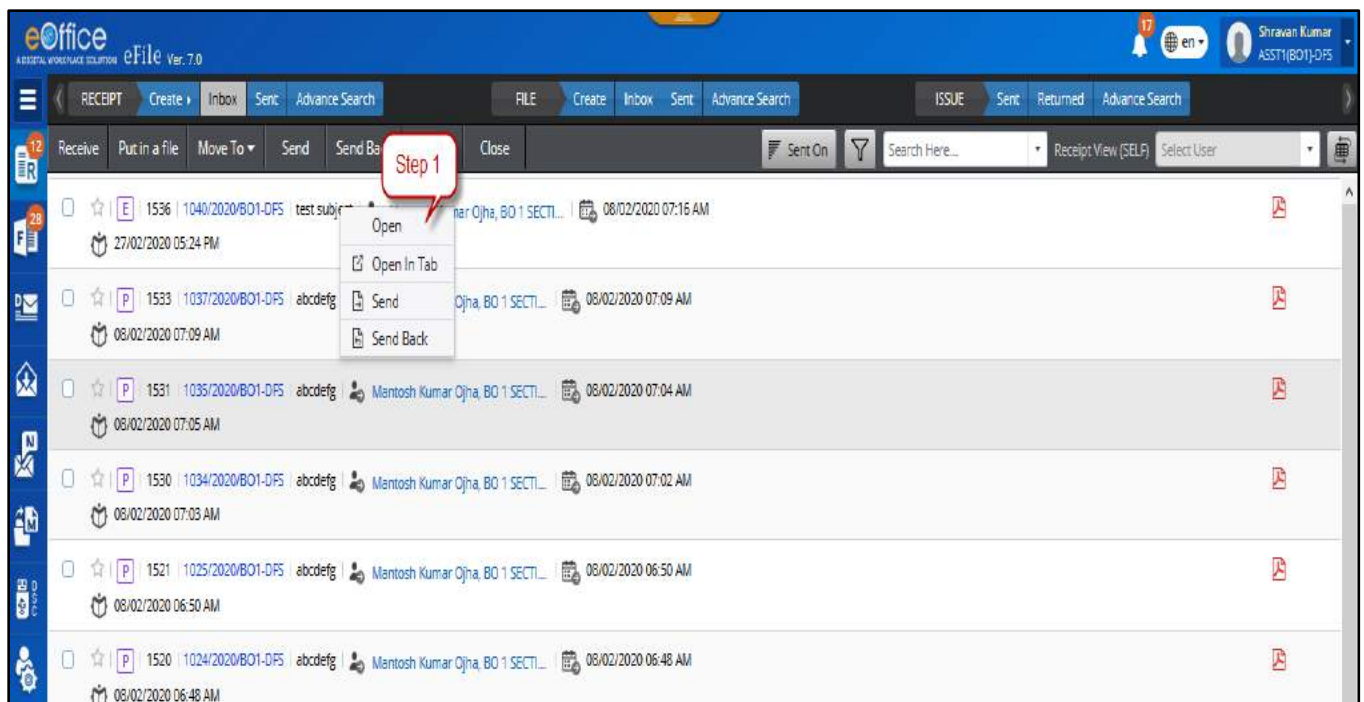 eOffice
A DIGITAL WORKPLACE SOLUTION eFile Ver. 7.0
17
en
Shravan Kumar
ASST1(BO1)-DFS
RECEIPT Create Inbox Sent Advance Search FILE Create Inbox Sent Advance Search ISSUE Sent Returned Advance Search
12 R
Receive Put in a file Move To Send Send Ba Close Sent On Search Here... Receipt View (SELF) Select User
Step 1
E 1536 1040/2020/BO1-DFS test subje mar Ojha, BO 1 SECTI... 08/02/2020 07:16 AM
28 F
27/02/2020 05:24 PM
Open
Open In Tab
Send
Send Back
D
P 1533 1037/2020/BO1-DFS abcdefg Ojha, BO 1 SECTI... 08/02/2020 07:09 AM
08/02/2020 07:09 AM
P 1531 1035/2020/BO1-DFS abcdefg Mantosh Kumar Ojha, BO 1 SECTI... 08/02/2020 07:04 AM
08/02/2020 07:05 AM
N
P 1530 1034/2020/BO1-DFS abcdefg Mantosh Kumar Ojha, BO 1 SECTI... 08/02/2020 07:02 AM
08/02/2020 07:03 AM
M
P 1521 1025/2020/BO1-DFS abcdefg Mantosh Kumar Ojha, BO 1 SECTI... 08/02/2020 06:50 AM
08/02/2020 06:50 AM
DSC
P 1520 1024/2020/BO1-DFS abcdefg Mantosh Kumar Ojha, BO 1 SECTI... 08/02/2020 06:48 AM
08/02/2020 06:48 AM